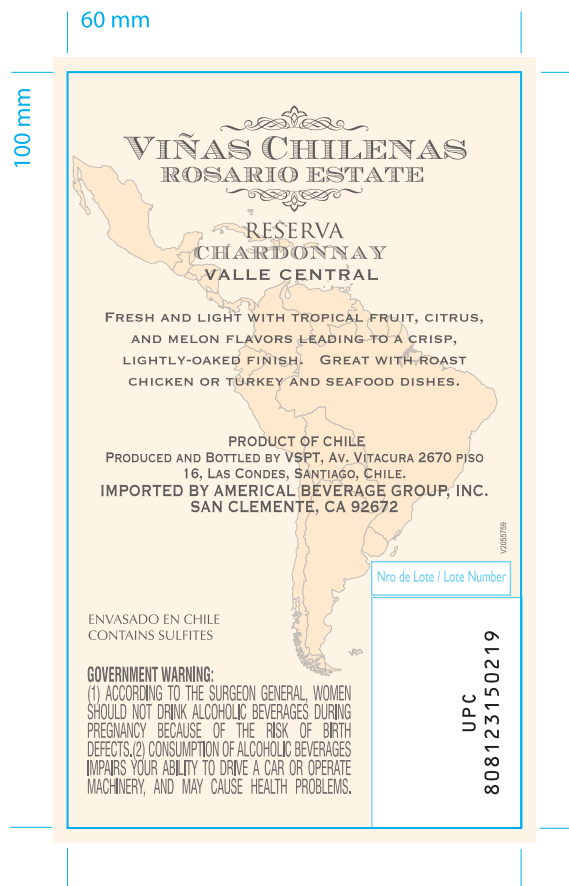 60 mm
100 mm
VIÑAS CHILENAS
ROSARIO ESTATE
RESERVA
CHARDONNAY
VALLE CENTRAL
FRESH AND LIGHT WITH TROPICAL FRUIT, CITRUS,
AND MELON FLAVORS LEADING TO A CRISP,
LIGHTLY-OAKED FINISH. GREAT WITH ROAST
CHICKEN OR TURKEY AND SEAFOOD DISHES.
PRODUCT OF CHILE
PRODUCED AND BOTTLED BY VSPT, AV. VITACURA 2670 PISO
16, LAS CONDES, SANTIAGO, CHILE.
IMPORTED BY AMERICAL BEVERAGE GROUP, INC.
SAN CLEMENTE, CA 92672
V2055759
Nro de Lote / Lote Number
ENVASADO EN CHILE
CONTAINS SULFITES
GOVERNMENT WARNING:
(1) ACCORDING TO THE SURGEON GENERAL, WOMEN
SHOULD NOT DRINK ALCOHOLIC BEVERAGES DURING
PREGNANCY BECAUSE OF THE RISK OF BIRTH
DEFECTS.(2) CONSUMPTION OF ALCOHOLIC BEVERAGES
IMPAIRS YOUR ABILITY TO DRIVE A CAR OR OPERATE
MACHINERY, AND MAY CAUSE HEALTH PROBLEMS.
UPC
808123150219